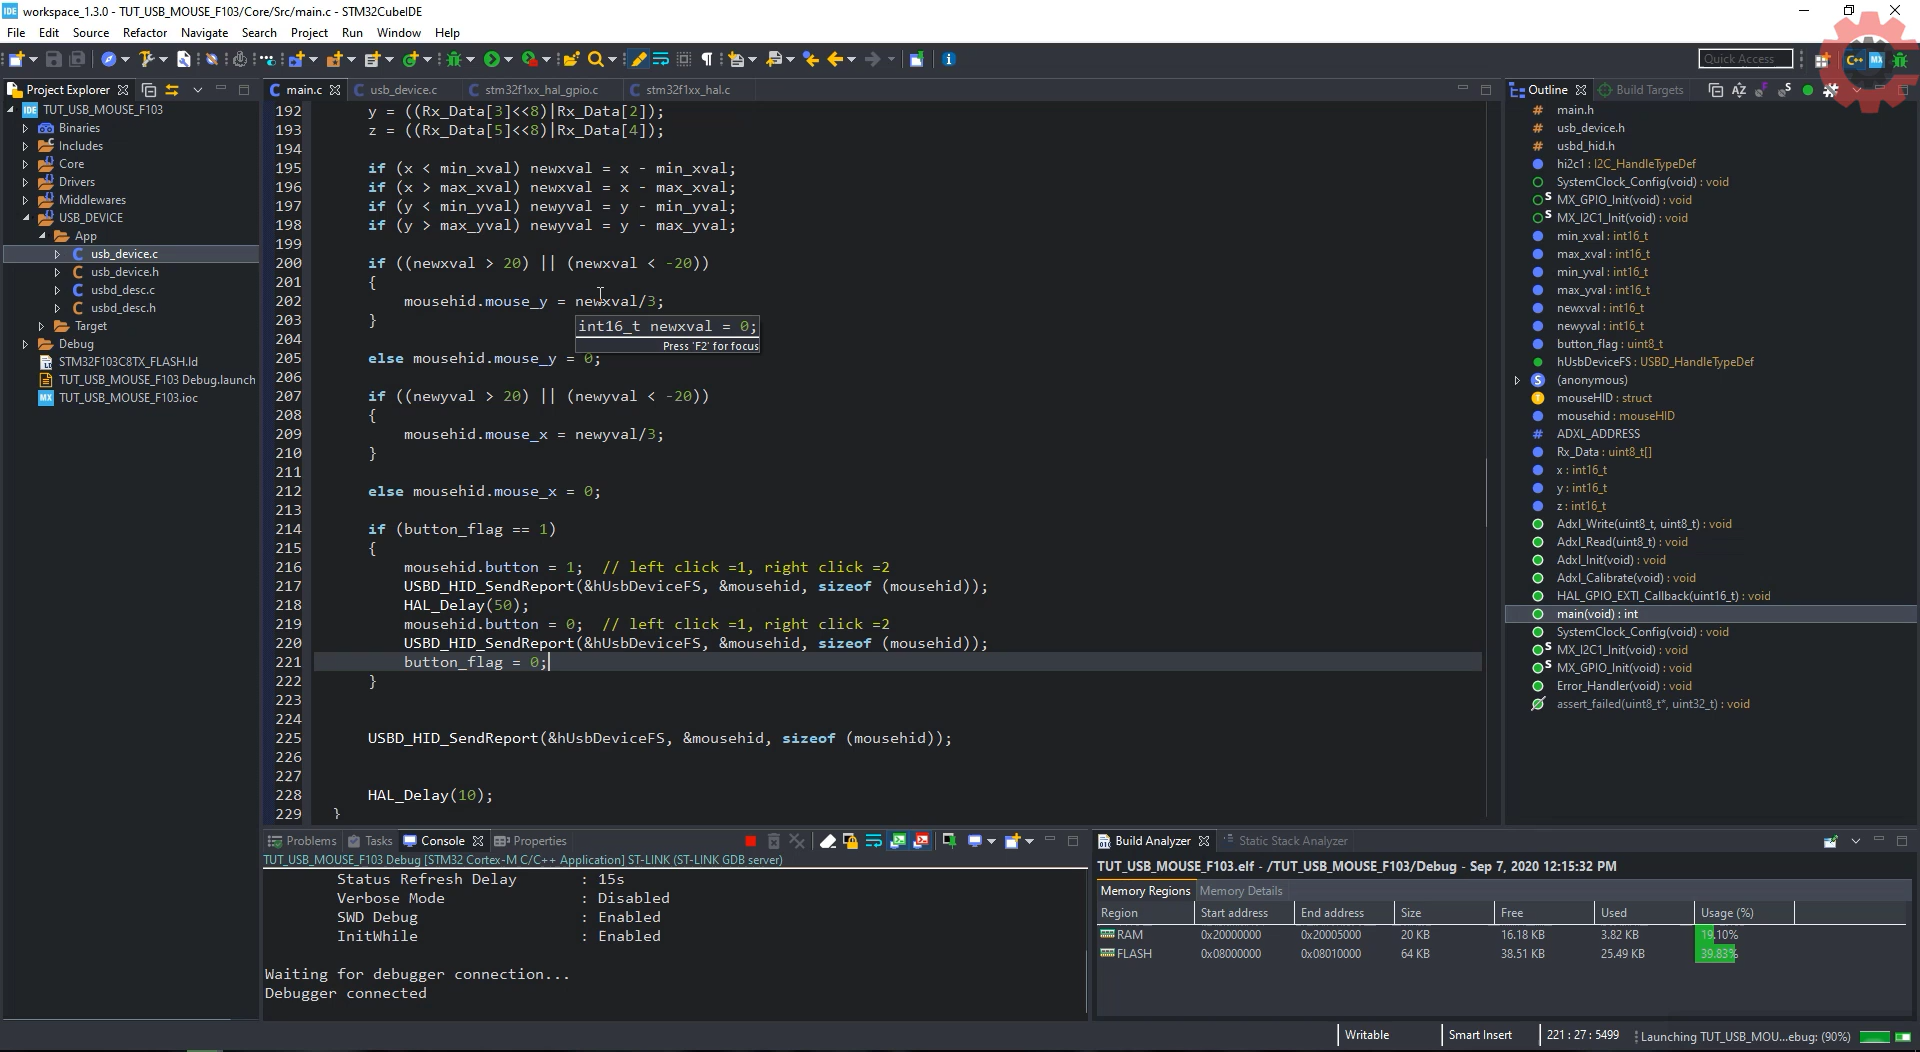 workspace_1.3.0 - TUT_USB_MOUSE_F103/Core/Src/main.c - STM32CubeIDE
File Edit Source Refactor Navigate Search Project Run Window Help
Quick Access
Project Explorer
TUT_USB_MOUSE_F103
Binaries
Includes
Core
Drivers
Middlewares
USB_DEVICE
App
usb_device.c
usb_device.h
usbd_desc.c
usbd_desc.h
Target
Debug
STM32F103C8TX_FLASH.ld
TUT_USB_MOUSE_F103 Debug.launch
TUT_USB_MOUSE_F103.ioc
main.c usb_device.c stm32f1xx_hal_gpio.c stm32f1xx_hal.c
192 y = ((Rx_Data[3]<<8)|Rx_Data[2]);
193 z = ((Rx_Data[5]<<8)|Rx_Data[4]);
194
195 if (x < min_xval) newxval = x - min_xval;
196 if (x > max_xval) newxval = x - max_xval;
197 if (y < min_yval) newyval = y - min_yval;
198 if (y > max_yval) newyval = y - max_yval;
199
200 if ((newxval > 20) || (newxval < -20))
201 {
202 mousehid.mouse_y = newxval/3;
203 }
int16_t newxval = 0;
Press 'F2' for focus
204
205 else mousehid.mouse_y = 0;
206
207 if ((newyval > 20) || (newyval < -20))
208 {
209 mousehid.mouse_x = newyval/3;
210 }
211
212 else mousehid.mouse_x = 0;
213
214 if (button_flag == 1)
215 {
216 mousehid.button = 1; // left click =1, right click =2
217 USBD_HID_SendReport(&hUsbDeviceFS, &mousehid, sizeof (mousehid));
218 HAL_Delay(50);
219 mousehid.button = 0; // left click =1, right click =2
220 USBD_HID_SendReport(&hUsbDeviceFS, &mousehid, sizeof (mousehid));
221 button_flag = 0;
222 }
223
224
225 USBD_HID_SendReport(&hUsbDeviceFS, &mousehid, sizeof (mousehid));
226
227
228 HAL_Delay(10);
229 }
Outline Build Targets
main.h
usb_device.h
usbd_hid.h
hi2c1 : I2C_HandleTypeDef
SystemClock_Config(void) : void
MX_GPIO_Init(void) : void
MX_I2C1_Init(void) : void
min_xval : int16_t
max_xval : int16_t
min_yval : int16_t
max_yval : int16_t
newxval : int16_t
newyval : int16_t
button_flag : uint8_t
hUsbDeviceFS : USBD_HandleTypeDef
(anonymous)
mouseHID : struct
mousehid : mouseHID
ADXL_ADDRESS
Rx_Data : uint8_t[]
x : int16_t
y : int16_t
z : int16_t
Adxl_Write(uint8_t, uint8_t) : void
Adxl_Read(uint8_t) : void
Adxl_Init(void) : void
Adxl_Calibrate(void) : void
HAL_GPIO_EXTI_Callback(uint16_t) : void
main(void) : int
SystemClock_Config(void) : void
MX_I2C1_Init(void) : void
MX_GPIO_Init(void) : void
Error_Handler(void) : void
assert_failed(uint8_t*, uint32_t) : void
Problems Tasks Console Properties
TUT_USB_MOUSE_F103 Debug [STM32 Cortex-M C/C++ Application] ST-LINK (ST-LINK GDB server)
Status Refresh Delay : 15s
Verbose Mode : Disabled
SWD Debug : Enabled
InitWhile : Enabled
Waiting for debugger connection...
Debugger connected
Build Analyzer Static Stack Analyzer
TUT_USB_MOUSE_F103.elf - /TUT_USB_MOUSE_F103/Debug - Sep 7, 2020 12:15:32 PM
Memory Regions Memory Details
Region Start address End address Size Free Used Usage (%)
RAM 0x20000000 0x20005000 20 KB 16.18 KB 3.82 KB 19.10%
FLASH 0x08000000 0x08010000 64 KB 38.51 KB 25.49 KB 39.83%
Writable Smart Insert 221 : 27 : 5499 Launching TUT_USB_MOU...ebug: (90%)